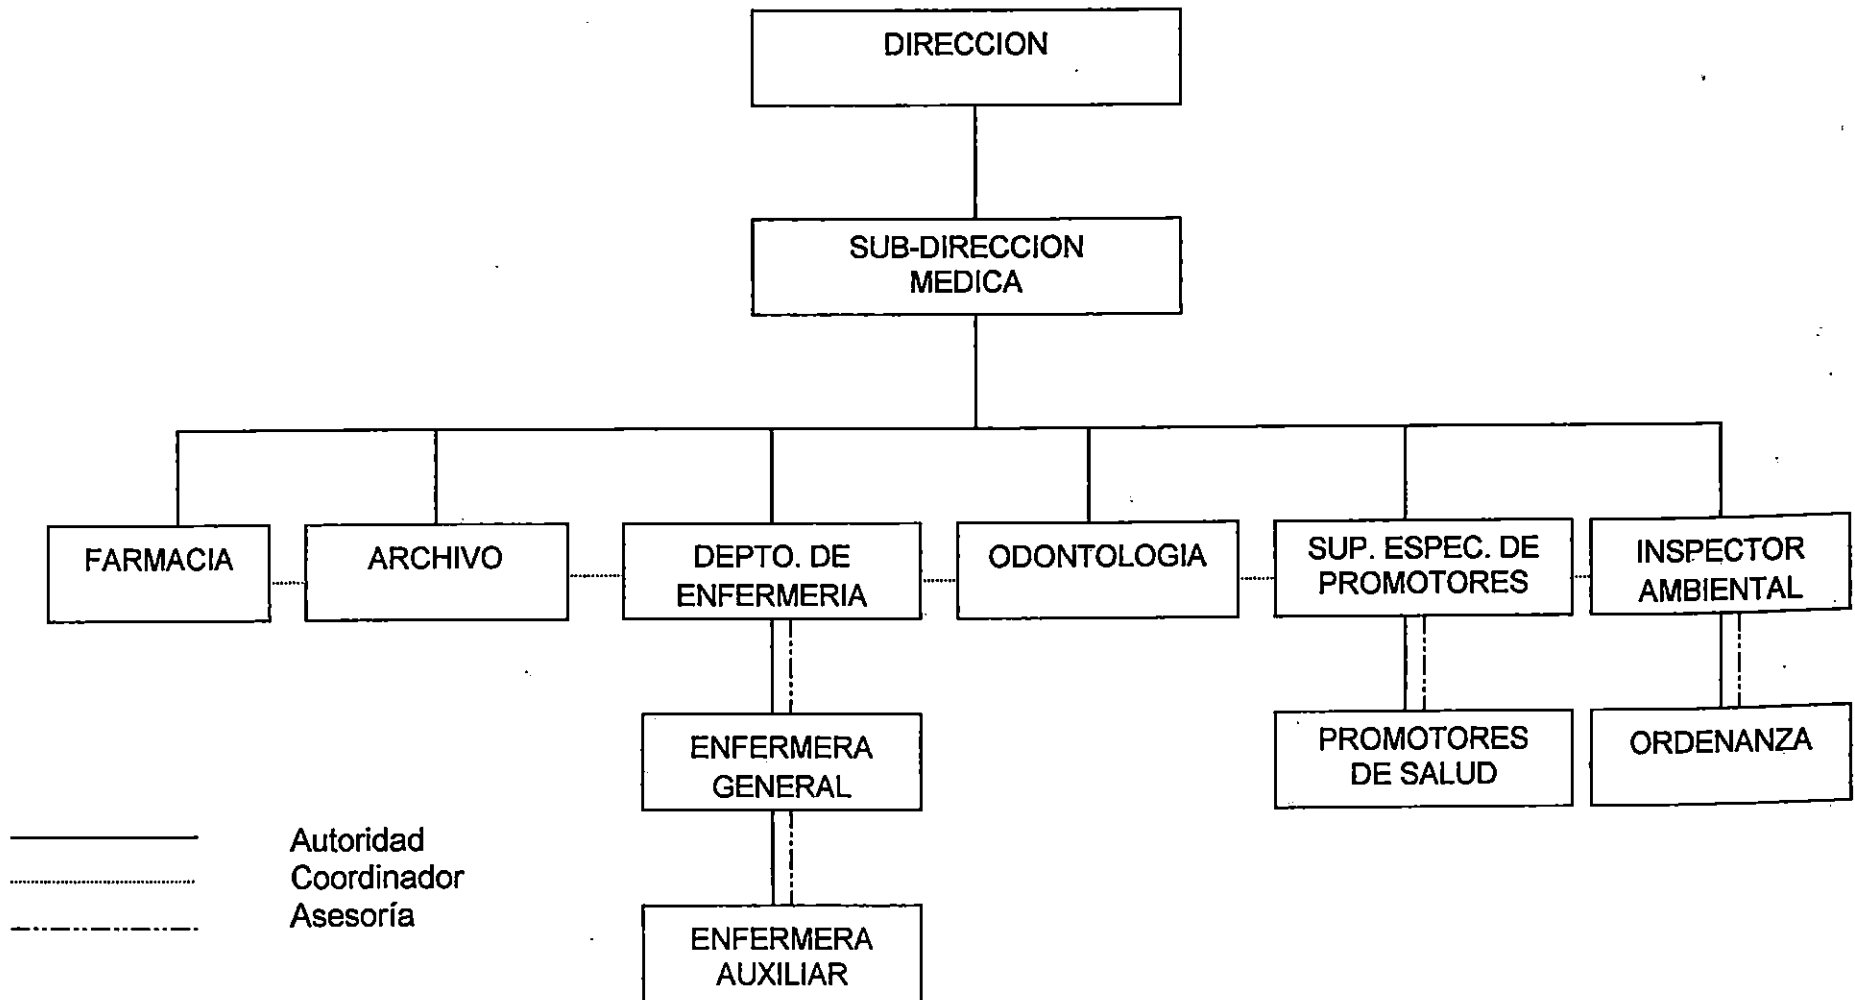 DIRECCION
SUB-DIRECCION
MEDICA
FARMACIA
ARCHIVO
DEPTO. DE
ENFERMERIA
ODONTOLOGIA
SUP. ESPEC. DE
PROMOTORES
INSPECTOR
AMBIENTAL
ENFERMERA
GENERAL
PROMOTORES
DE SALUD
ORDENANZA
ENFERMERA
AUXILIAR
Autoridad
Coordinador
Asesoría